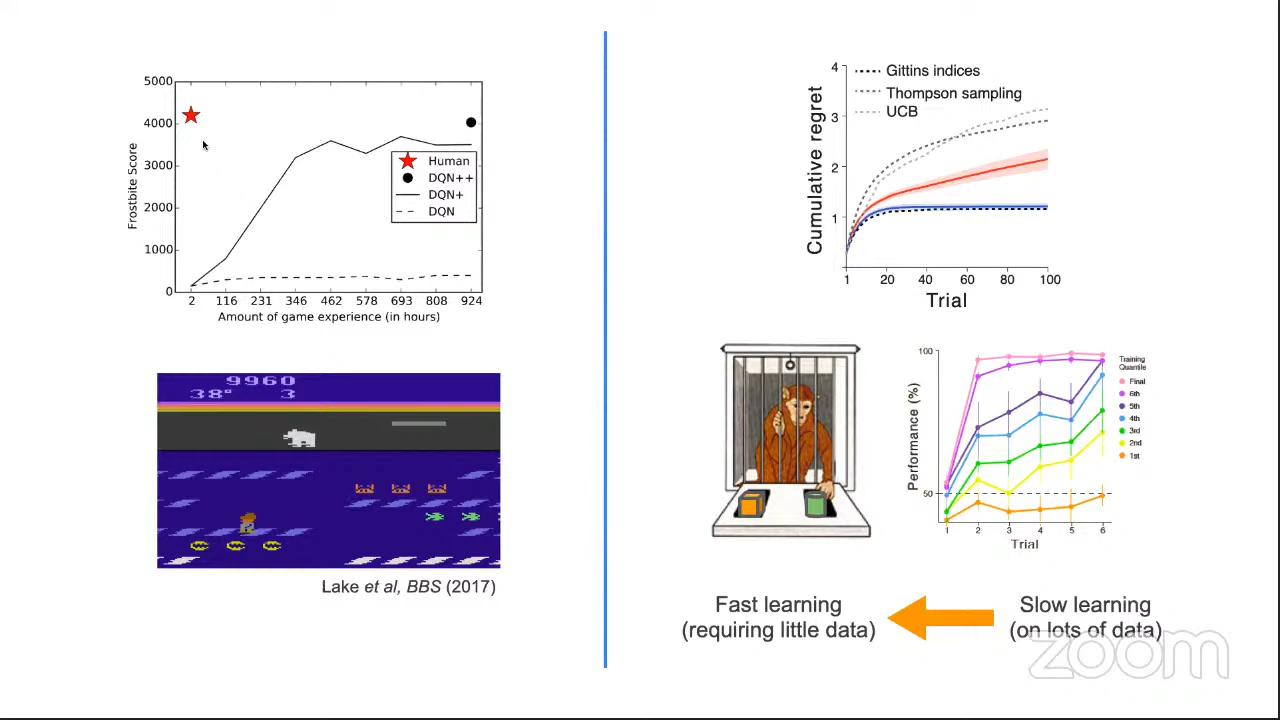 5000
4000
3000
2000
1000
0
Frostbite Score
Human
DQN++
DQN+
DQN
2 116 231 346 462 578 693 808 924
Amount of game experience (in hours)
9960
38° 3
Lake et al, BBS (2017)
4
3
2
1
Cumulative regret
Gittins indices
Thompson sampling
UCB
1 20 40 60 80 100
Trial
100
50
Performance (%)
1 2 3 4 5 6
Trial
Training
Quantile
Final
6th
5th
4th
3rd
2nd
1st
Fast learning
(requiring little data)
Slow learning
(on lots of data)
zoom